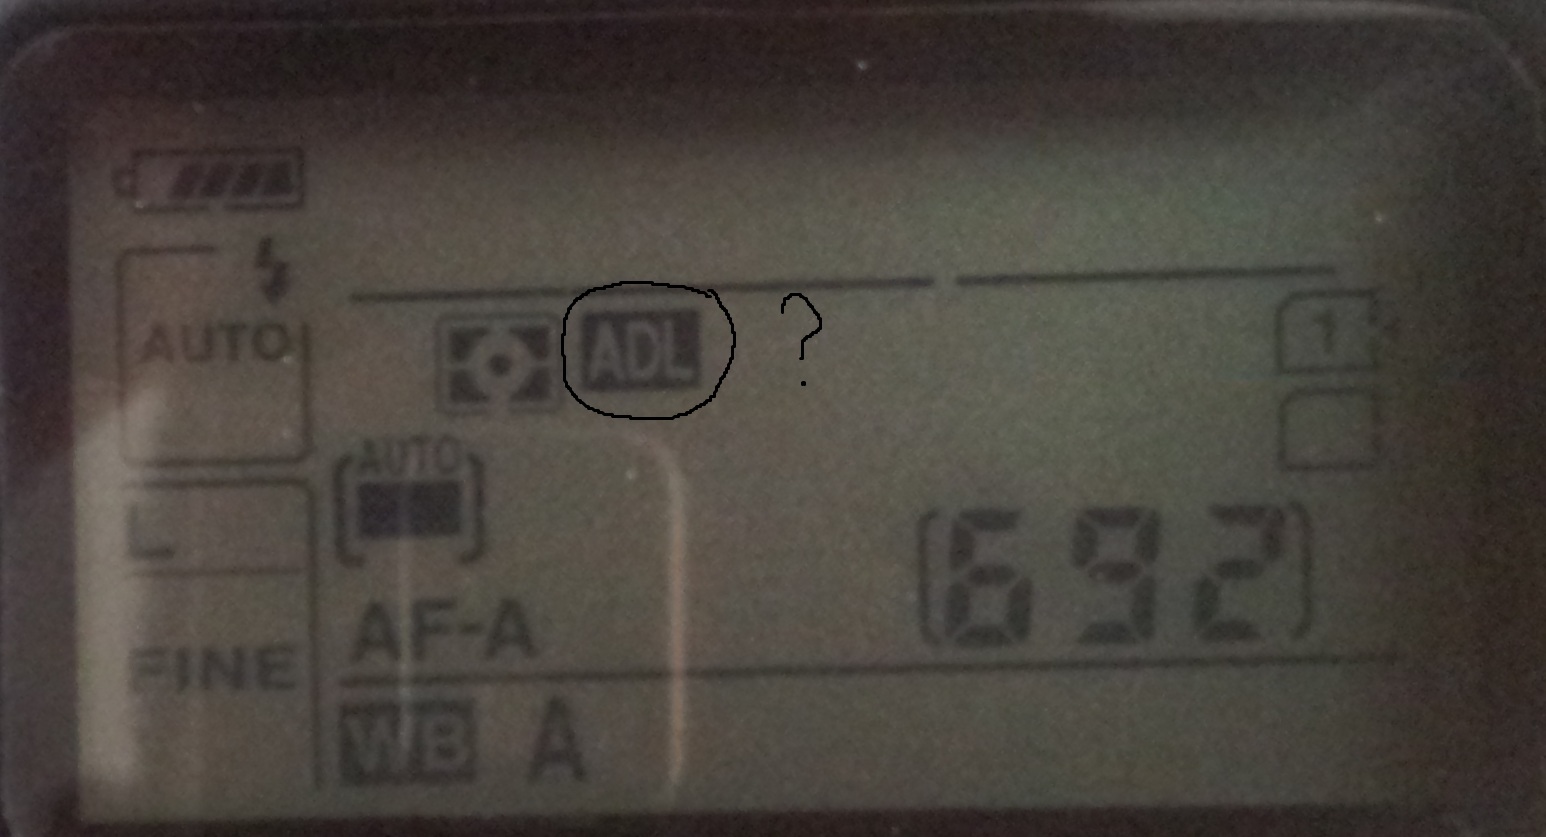 AUTO
ADL ?
1
AUTO
L
[692]
AF-A
FINE
WB A